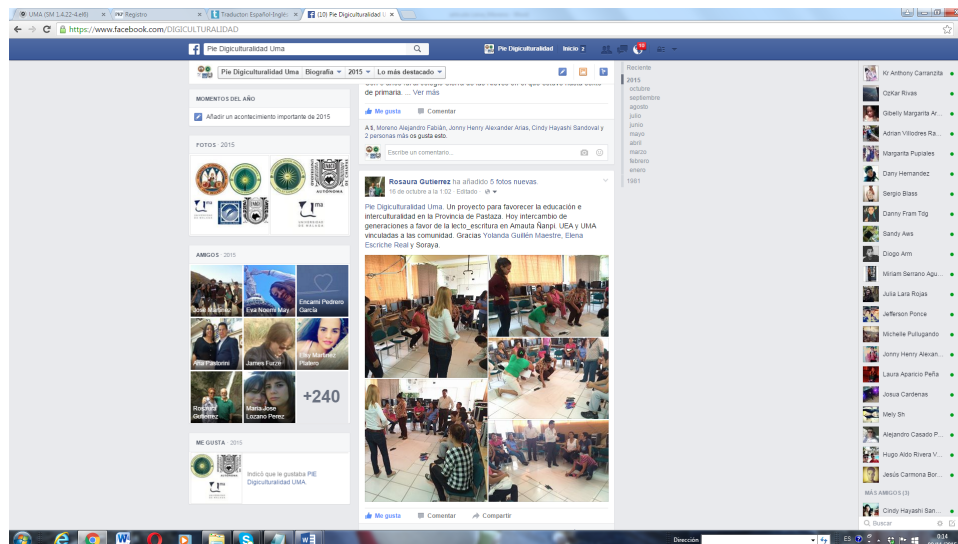 UMA (SM 1.4.22-4.el6)
Registro
Traductor Español-Inglés
(10) Pie Digiculturalidad U
https://www.facebook.com/DIGICULTURALIDAD
Pie Digiculturalidad Uma
Pie Digiculturalidad
Inicio 2
10
Pie Digiculturalidad Uma
Biografía
2015
Lo más destacado
MOMENTOS DEL AÑO
Añadir un acontecimiento importante de 2015
FOTOS · 2015
AMIGOS · 2015
José Martínez
Eva Noemi May
Encarni Pedrero García
Ana Pastorini
James Furze
Elsy Martinez Platero
Rosaura Gutierrez
Maria Jose Lozano Perez
+240
ME GUSTA · 2015
Indicó que le gustaba PIE
Digiculturalidad UMA.
de primaria. ... Ver más
Me gusta Comentar
A ti, Moreno Alejandro Fabián, Jonny Henry Alexander Arias, Cindy Hayashi Sandoval y
2 personas más os gusta esto.
Escribe un comentario...
Rosaura Gutierrez ha añadido 5 fotos nuevas
16 de octubre a la 1:02 · Editado ·
Pie Digiculturalidad Uma. Un proyecto para favorecer la educación e
interculturalidad en la Provincia de Pastaza. Hoy intercambio de
generaciones a favor de la lecto_escritura en Amauta Ñanpi. UEA y UMA
vinculadas a las comunidad. Gracias Yolanda Guillén Maestre, Elena
Escriche Real y Soraya.
Me gusta Comentar Compartir
Reciente
2015
octubre
septiembre
agosto
julio
junio
mayo
abril
marzo
febrero
enero
1981
Kr Anthony Carranzita
OzKar Rivas
Gibelly Margarita Ar...
Adrian Villodres Ra...
Margarita Pupiales
Dany Hernandez
Sergio Blass
Danny Fram Tdg
Sandy Aws
Diogo Arm
Miriam Serrano Agu...
Julia Lara Rojas
Jefferson Ponce
Michelle Pullugando
Jonny Henry Alexan...
Laura Aparicio Peña
Josua Cardenas
Mely Sh
Alejandro Casado P...
Hugo Aldo Rivera V...
Jesús Carmona Bor...
MÁS AMIGOS (3)
Cindy Hayashi San...
Buscar
Dirección
ES
0:14